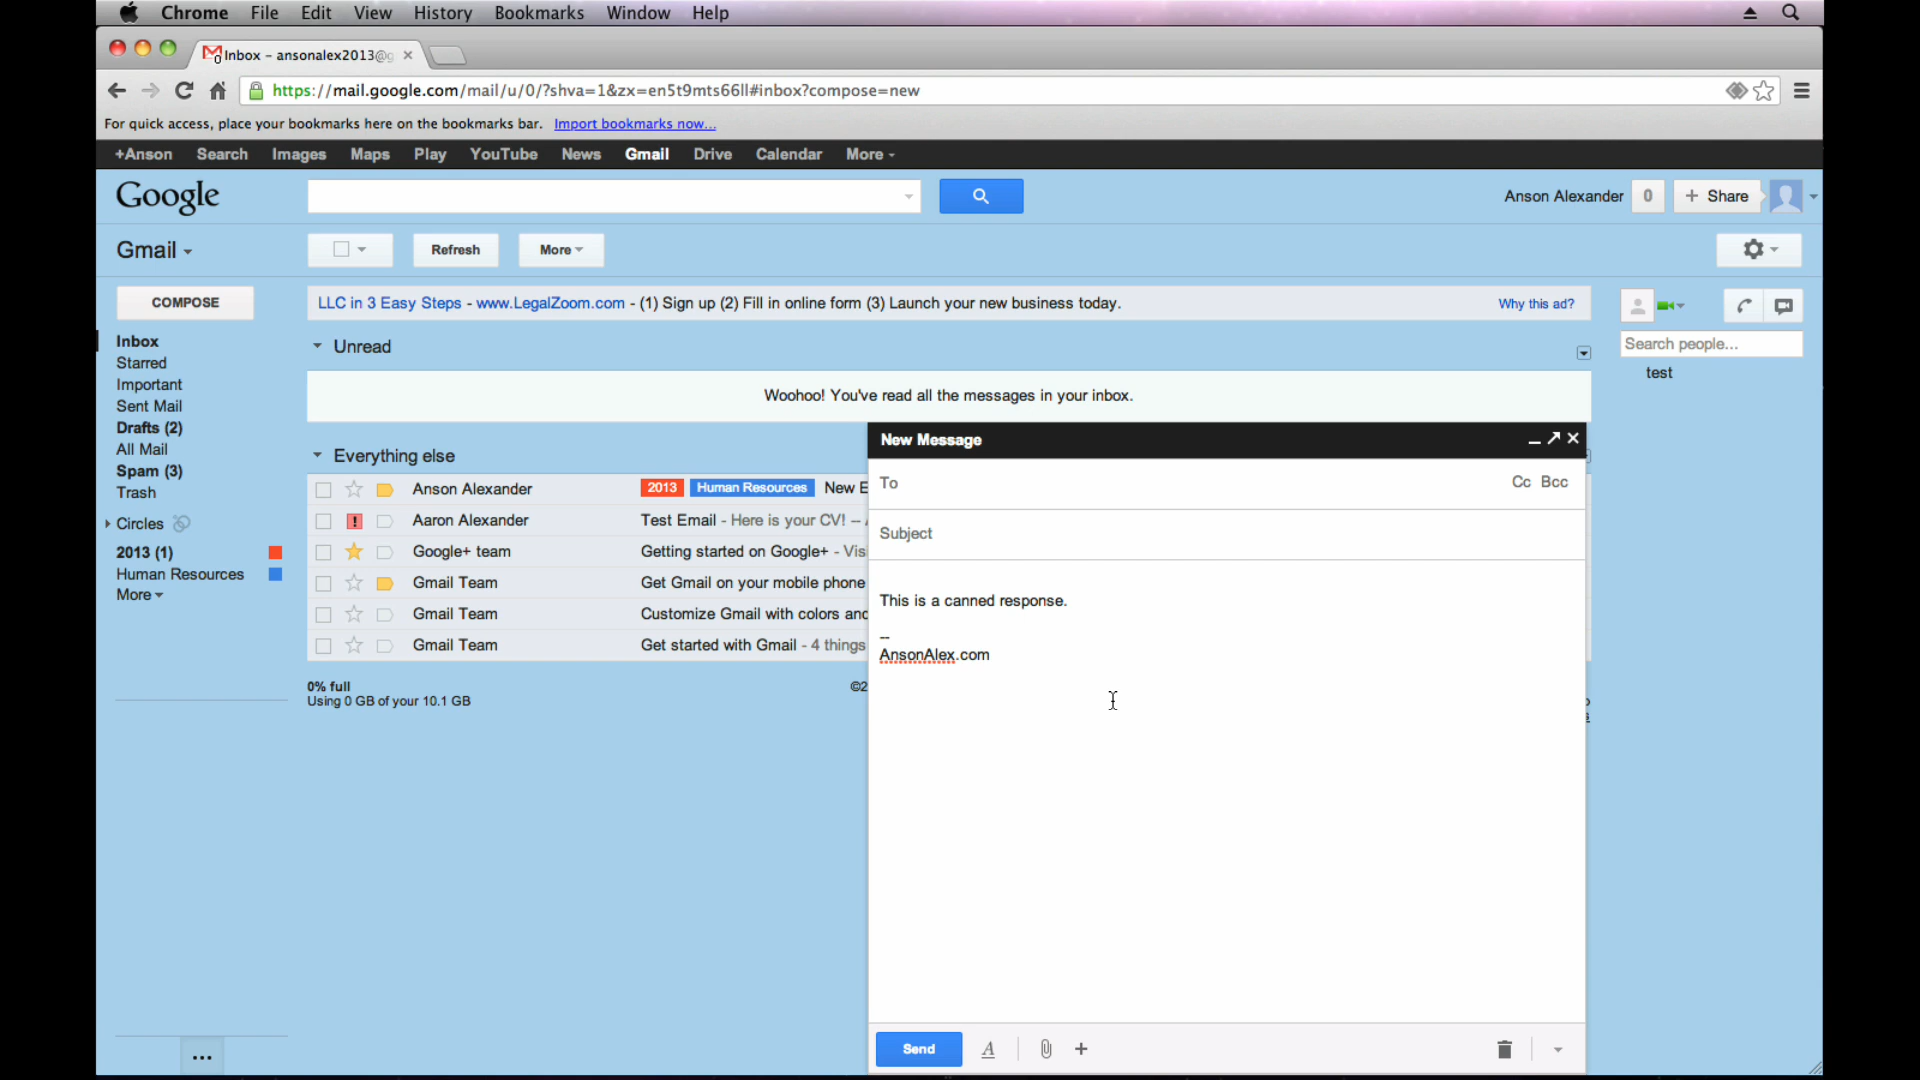 Chrome File Edit View History Bookmarks Window Help
Inbox – ansonalex2013@g
https://mail.google.com/mail/u/0/?shva=1&zx=en5t9mts66ll#inbox?compose=new
For quick access, place your bookmarks here on the bookmarks bar. Import bookmarks now...
+Anson Search Images Maps Play YouTube News Gmail Drive Calendar More
Google
Anson Alexander 0 + Share
Gmail
Refresh More
COMPOSE
LLC in 3 Easy Steps - www.LegalZoom.com - (1) Sign up (2) Fill in online form (3) Launch your new business today. Why this ad?
Inbox
Starred
Important
Sent Mail
Drafts (2)
All Mail
Spam (3)
Trash
Circles
2013 (1)
Human Resources
More
Unread
Woohoo! You've read all the messages in your inbox.
Everything else
Anson Alexander 2013 Human Resources New E
Aaron Alexander Test Email - Here is your CV! --
Google+ team Getting started on Google+ - Vis
Gmail Team Get Gmail on your mobile phone
Gmail Team Customize Gmail with colors and
Gmail Team Get started with Gmail - 4 things
0% full
Using 0 GB of your 10.1 GB
©2
Search people...
test
New Message
To Cc Bcc
Subject
This is a canned response.
--
AnsonAlex.com
Send A